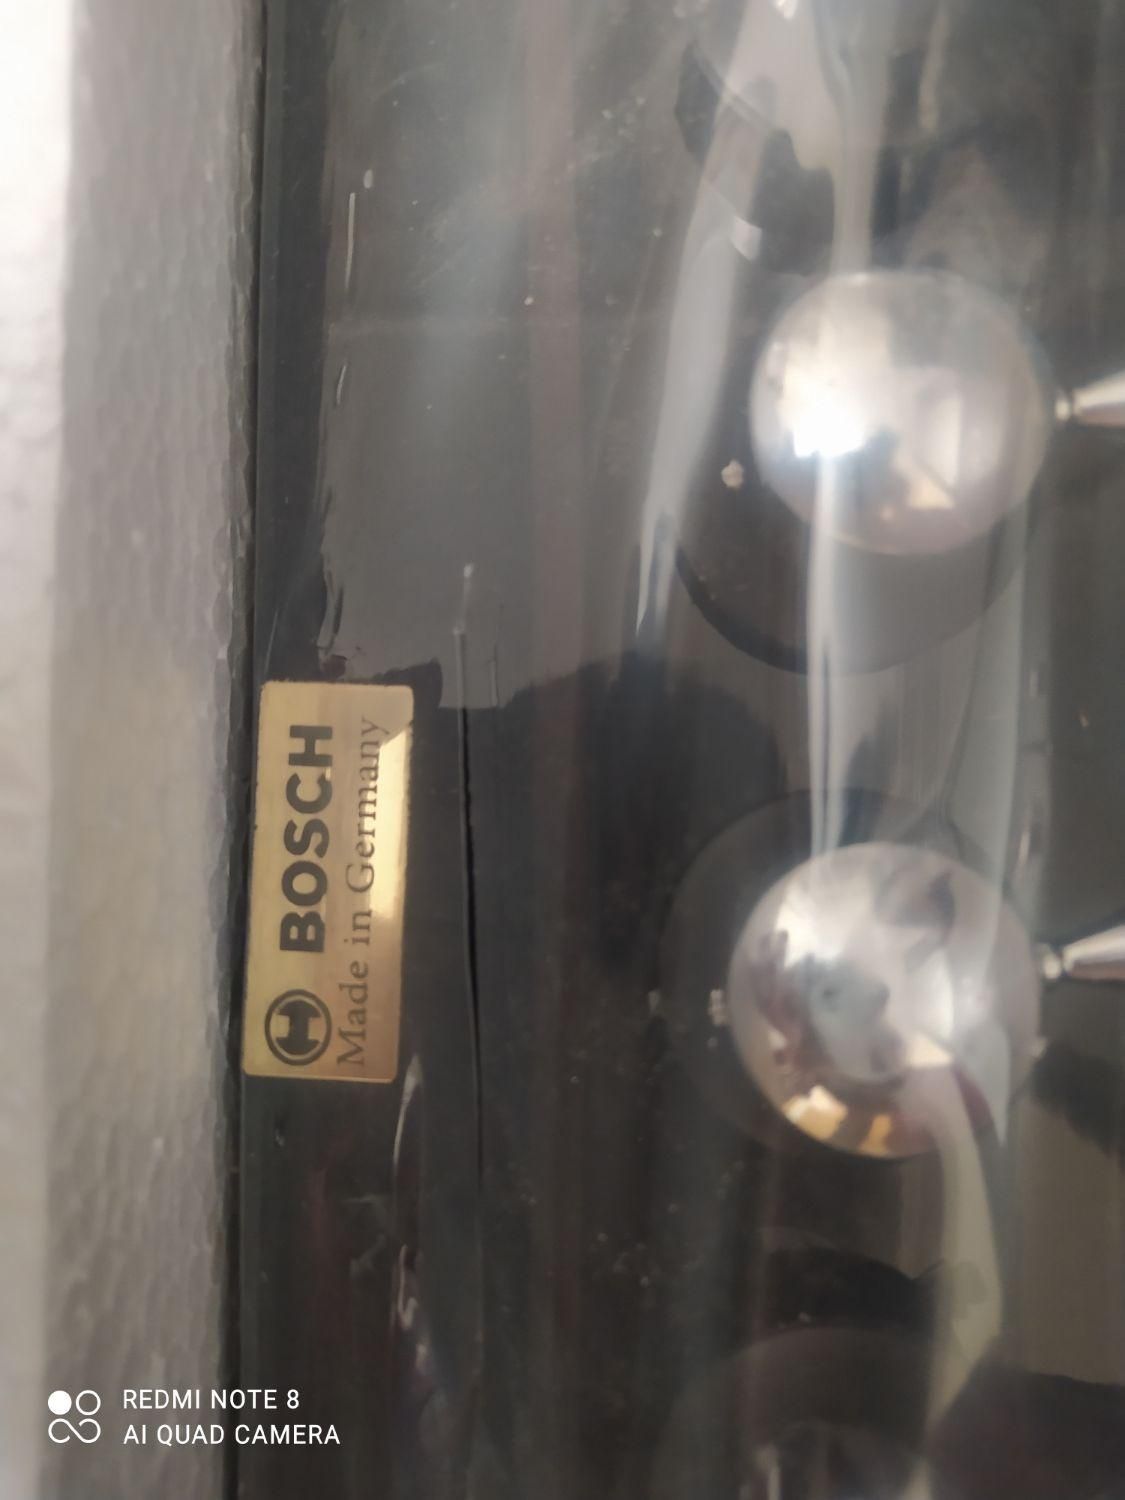 BOSCH
Made in Germany
REDMI NOTE 8
AI QUAD CAMERA